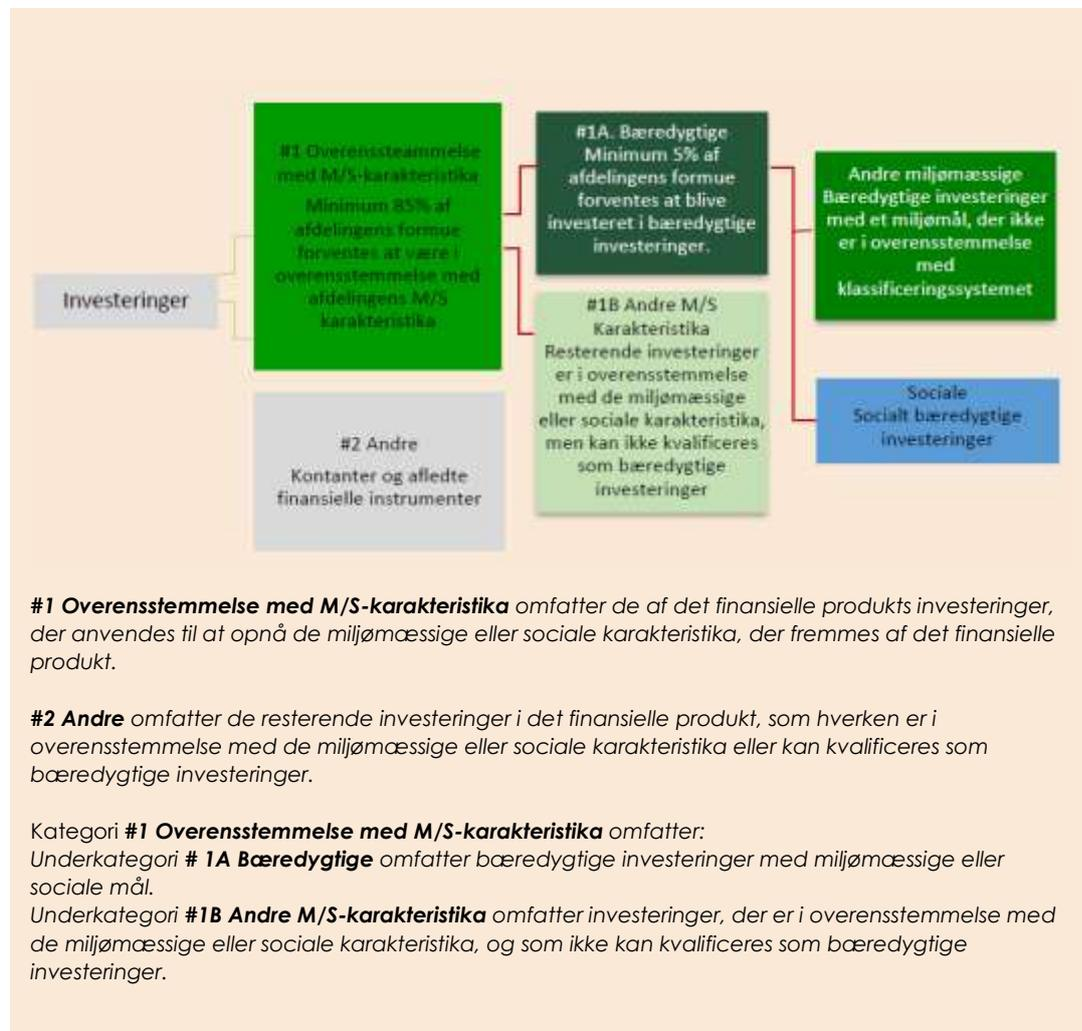 Investeringer
#1 Overenssteammelse
med M/S-karakteristika
Minimum 85% af
afdelingens formue
forventes at være i
overensstemmelse med
afdelingens M/S
karakteristika
#2 Andre
Kontanter og afledte
finansielle instrumenter
#1A. Bæredygtige
Minimum 5% af
afdelingens formue
forventes at blive
investeret i bæredygtige
investeringer.
#1B Andre M/S
Karakteristika
Resterende investeringer
er i overensstemmelse
med de miljømæssige
eller sociale karakteristika,
men kan ikke kvalificeres
som bæredygtige
investeringer
Andre miljømæssige
Bæredygtige investeringer
med et miljømål, der ikke
er i overensstemmelse
med
klassificeringssystemet
Sociale
Socialt bæredygtige
investeringer
#1 Overensstemmelse med M/S-karakteristika omfatter de af det finansielle produkts investeringer,
der anvendes til at opnå de miljømæssige eller sociale karakteristika, der fremmes af det finansielle
produkt.
#2 Andre omfatter de resterende investeringer i det finansielle produkt, som hverken er i
overensstemmelse med de miljømæssige eller sociale karakteristika eller kan kvalificeres som
bæredygtige investeringer.
Kategori #1 Overensstemmelse med M/S-karakteristika omfatter:
Underkategori # 1A Bæredygtige omfatter bæredygtige investeringer med miljømæssige eller
sociale mål.
Underkategori #1B Andre M/S-karakteristika omfatter investeringer, der er i overensstemmelse med
de miljømæssige eller sociale karakteristika, og som ikke kan kvalificeres som bæredygtige
investeringer.